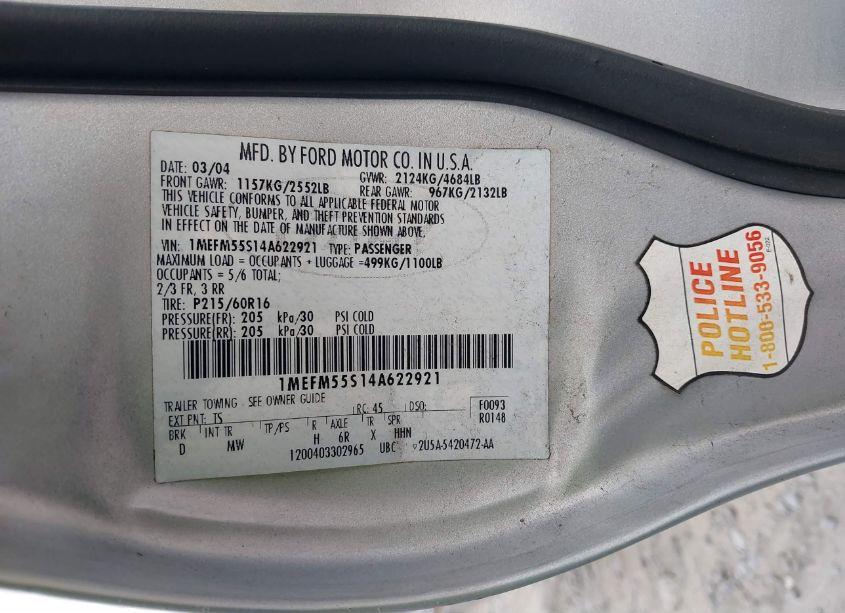 MFD. BY FORD MOTOR CO. IN U.S.A.
DATE: 03/04 GVWR: 2124KG/4684LB
FRONT GAWR: 1157KG/2552LB REAR GAWR: 967KG/2132LB
THIS VEHICLE CONFORMS TO ALL APPLICABLE FEDERAL MOTOR
VEHICLE SAFETY, BUMPER, AND THEFT PREVENTION STANDARDS
IN EFFECT ON THE DATE OF MANUFACTURE SHOWN ABOVE.
VIN: 1MEFM55S14A622921 TYPE: PASSENGER
MAXIMUM LOAD = OCCUPANTS + LUGGAGE =499KG/1100LB
OCCUPANTS = 5/6 TOTAL;
2/3 FR, 3 RR
TIRE: P215/60R16
PRESSURE(FR): 205 kPa/30 PSI COLD
PRESSURE(RR): 205 kPa/30 PSI COLD
1MEFM55S14A622921
TRAILER TOWING - SEE OWNER GUIDE
EXT PNT: TS RC: 45 DSO: F0093
R0148
BRK INT TR TP/PS R AXLE TR SPR
D MW H 6R X HHN
1200403302965 UBC 2U5A-5420472-AA
POLICE
HOTLINE
1-800-533-9056